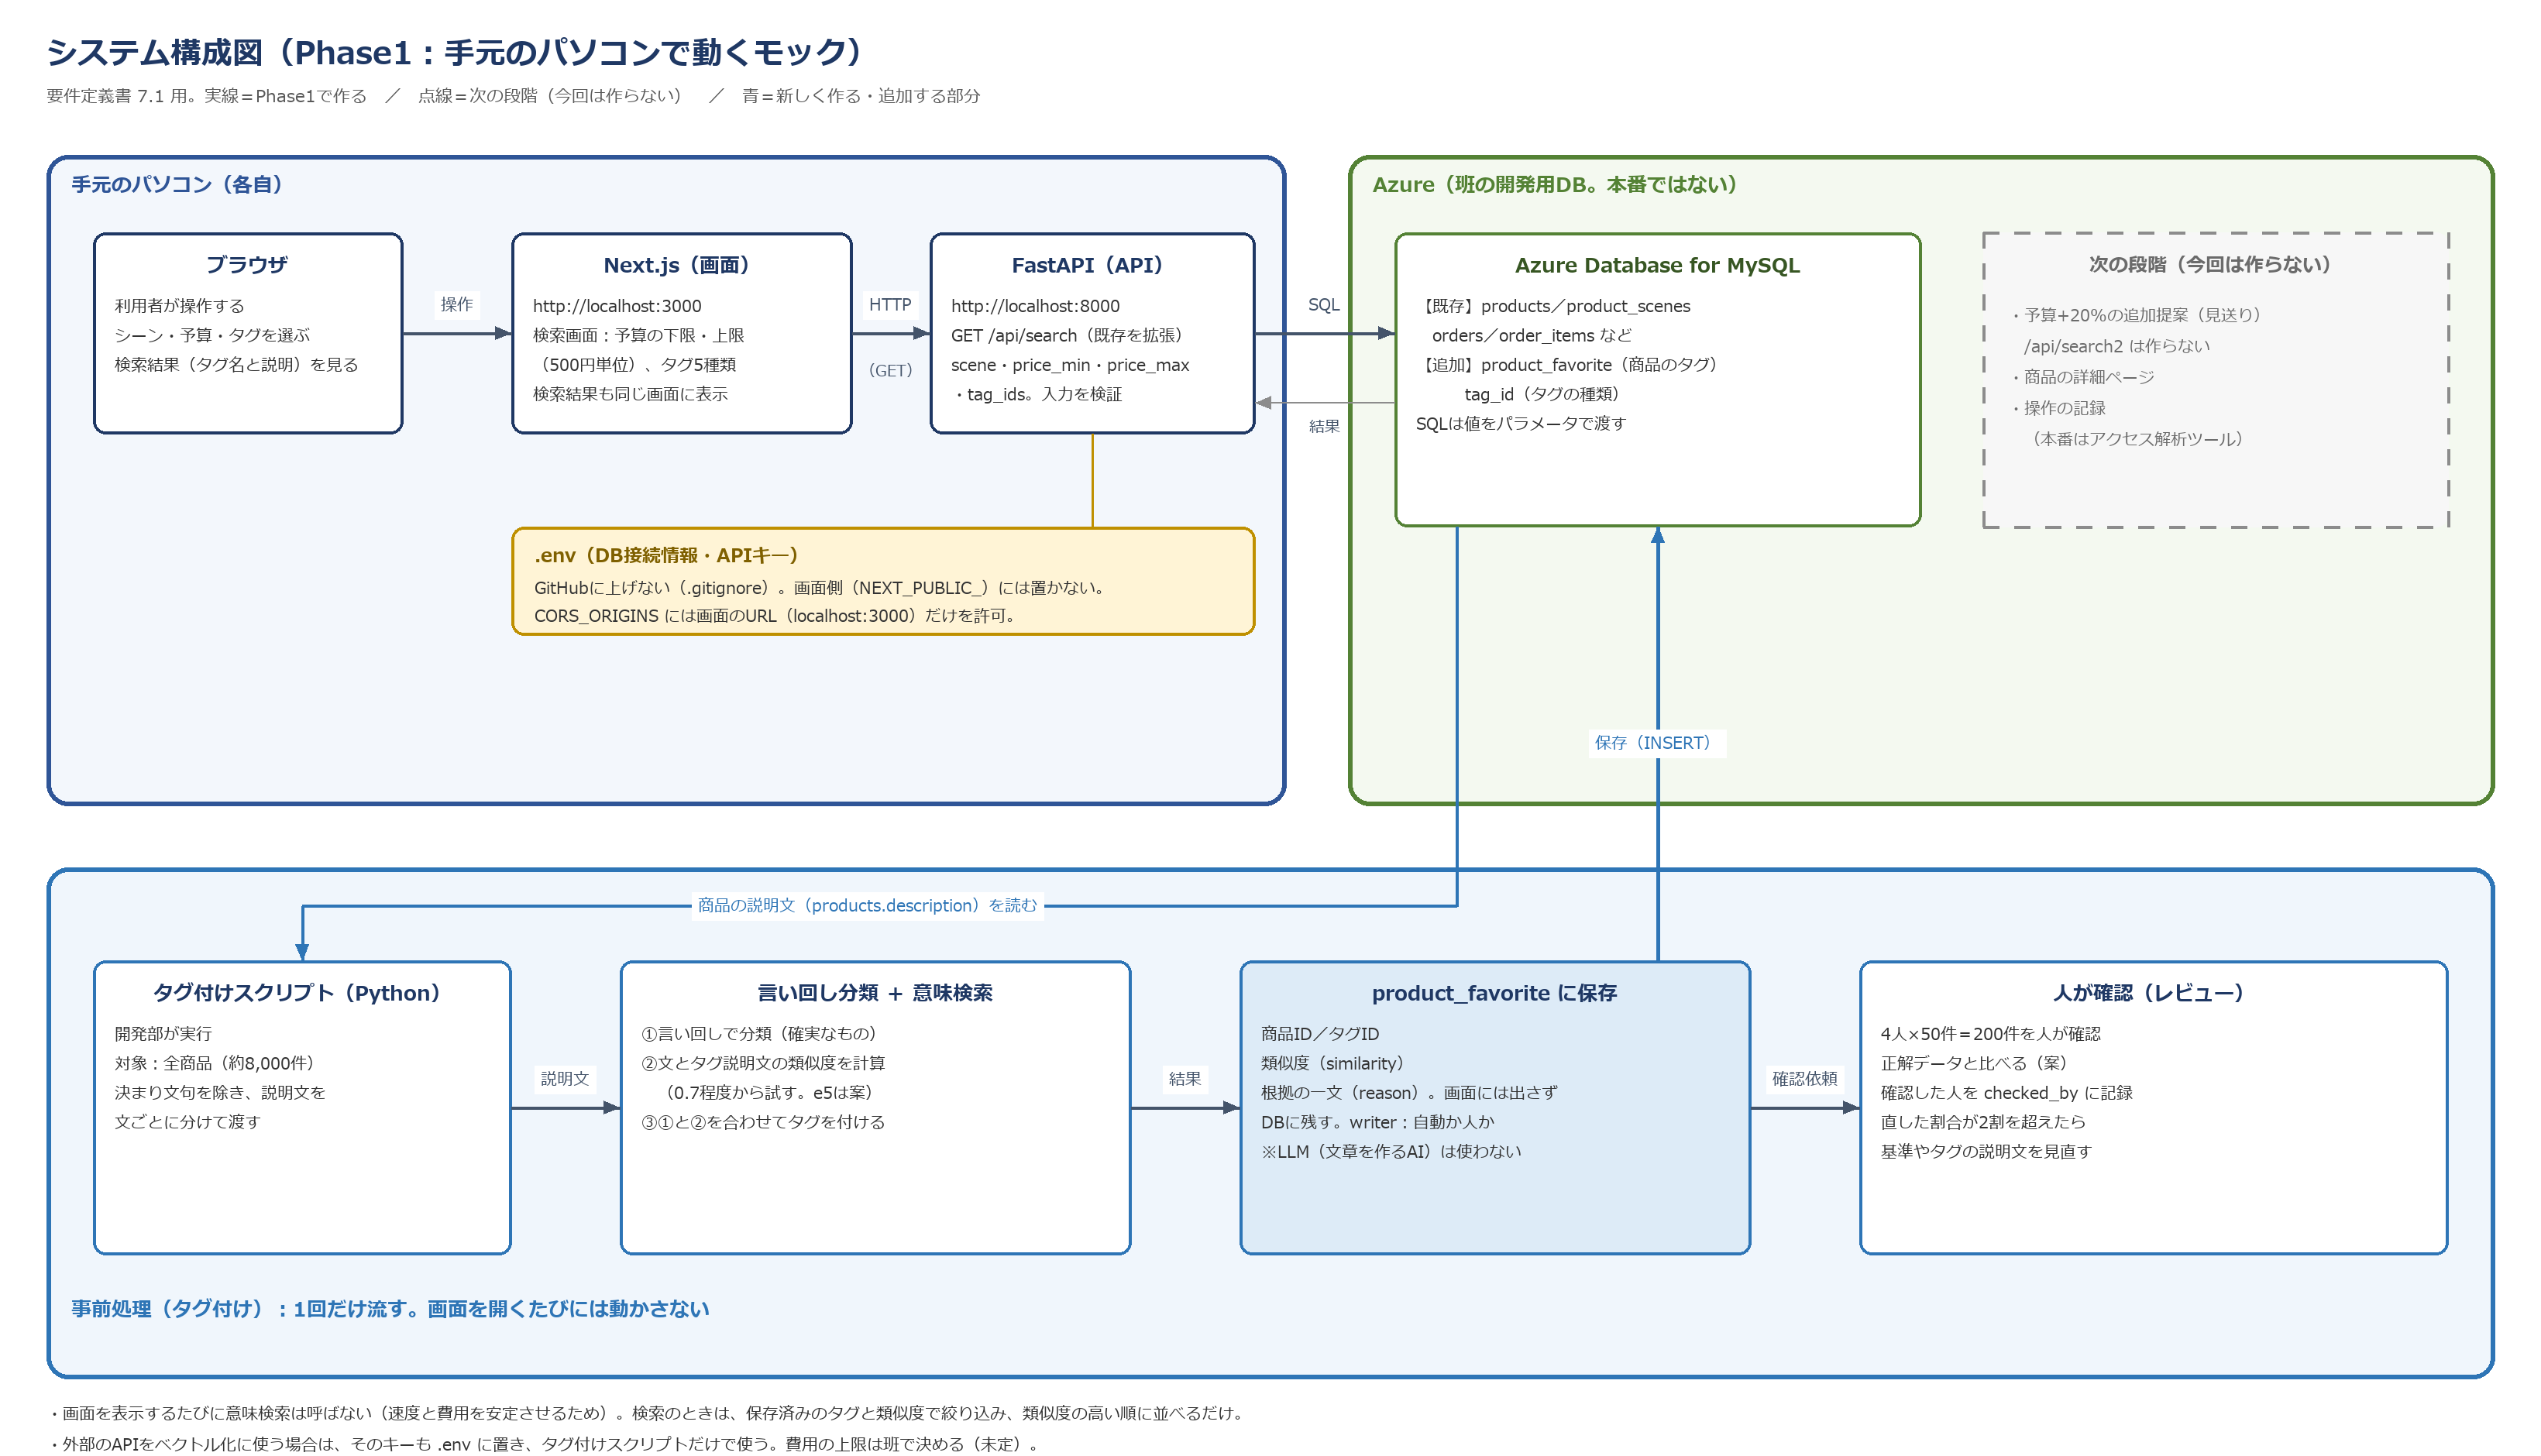 システム構成図（Phase1：手元のパソコンで動くモック）
要件定義書 7.1 用。実線＝Phase1で作る　／　点線＝次の段階（今回は作らない）　／　青＝新しく作る・追加する部分
手元のパソコン（各自）
ブラウザ
利用者が操作する
シーン・予算・タグを選ぶ
検索結果（タグ名と説明）を見る
操作
Next.js（画面）
http://localhost:3000
検索画面：予算の下限・上限
（500円単位）、タグ5種類
検索結果も同じ画面に表示
HTTP
（GET）
FastAPI（API）
http://localhost:8000
GET /api/search（既存を拡張）
scene・price_min・price_max
・tag_ids。入力を検証
SQL
結果
.env（DB接続情報・APIキー）
GitHubに上げない（.gitignore）。画面側（NEXT_PUBLIC_）には置かない。
CORS_ORIGINS には画面のURL（localhost:3000）だけを許可。
Azure（班の開発用DB。本番ではない）
Azure Database for MySQL
【既存】products／product_scenes
orders／order_items など
【追加】product_favorite（商品のタグ）
tag_id（タグの種類）
SQLは値をパラメータで渡す
次の段階（今回は作らない）
・予算+20%の追加提案（見送り）
/api/search2 は作らない
・商品の詳細ページ
・操作の記録
（本番はアクセス解析ツール）
保存（INSERT）
商品の説明文（products.description）を読む
タグ付けスクリプト（Python）
開発部が実行
対象：全商品（約8,000件）
決まり文句を除き、説明文を
文ごとに分けて渡す
説明文
言い回し分類 ＋ 意味検索
①言い回しで分類（確実なもの）
②文とタグ説明文の類似度を計算
（0.7程度から試す。e5は案）
③①と②を合わせてタグを付ける
結果
product_favorite に保存
商品ID／タグID
類似度（similarity）
根拠の一文（reason）。画面には出さず
DBに残す。writer：自動か人か
※LLM（文章を作るAI）は使わない
確認依頼
人が確認（レビュー）
4人×50件＝200件を人が確認
正解データと比べる（案）
確認した人を checked_by に記録
直した割合が2割を超えたら
基準やタグの説明文を見直す
事前処理（タグ付け）：1回だけ流す。画面を開くたびには動かさない
・画面を表示するたびに意味検索は呼ばない（速度と費用を安定させるため）。検索のときは、保存済みのタグと類似度で絞り込み、類似度の高い順に並べるだけ。
・外部のAPIをベクトル化に使う場合は、そのキーも .env に置き、タグ付けスクリプトだけで使う。費用の上限は班で決める（未定）。